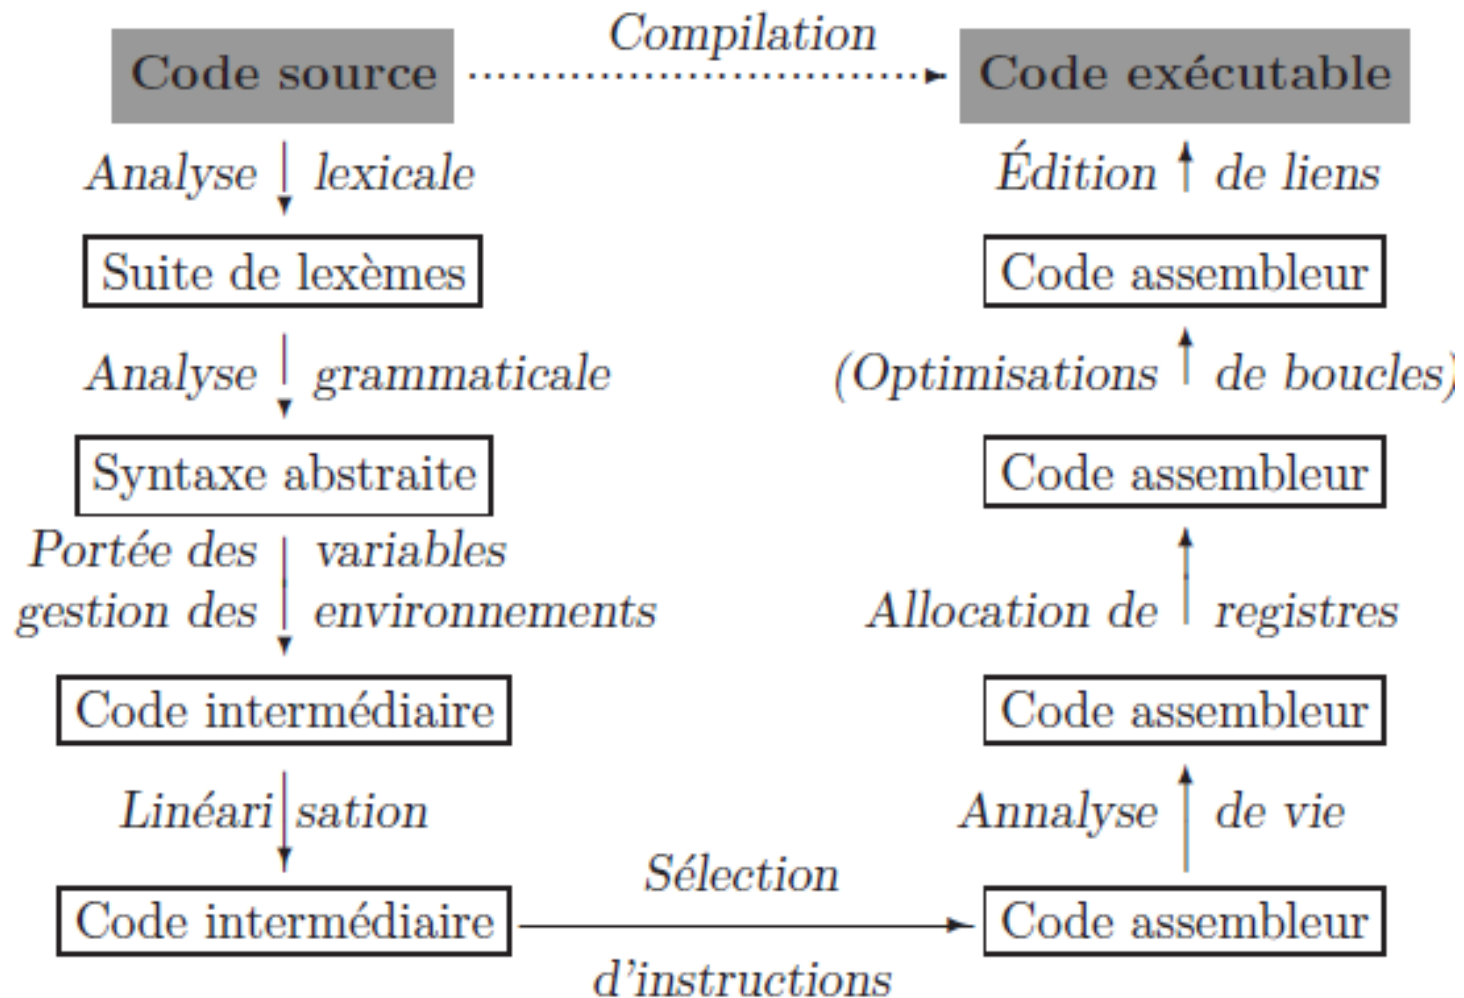 Compilation
Code source
Code exécutable
Analyse lexicale
Édition de liens
Suite de lexèmes
Code assembleur
Analyse grammaticale
(Optimisations de boucles)
Syntaxe abstraite
Code assembleur
Portée des variables
gestion des environnements
Allocation de registres
Code intermédiaire
Code assembleur
Linéarisation
Annalyse de vie
Sélection
Code intermédiaire
Code assembleur
d'instructions